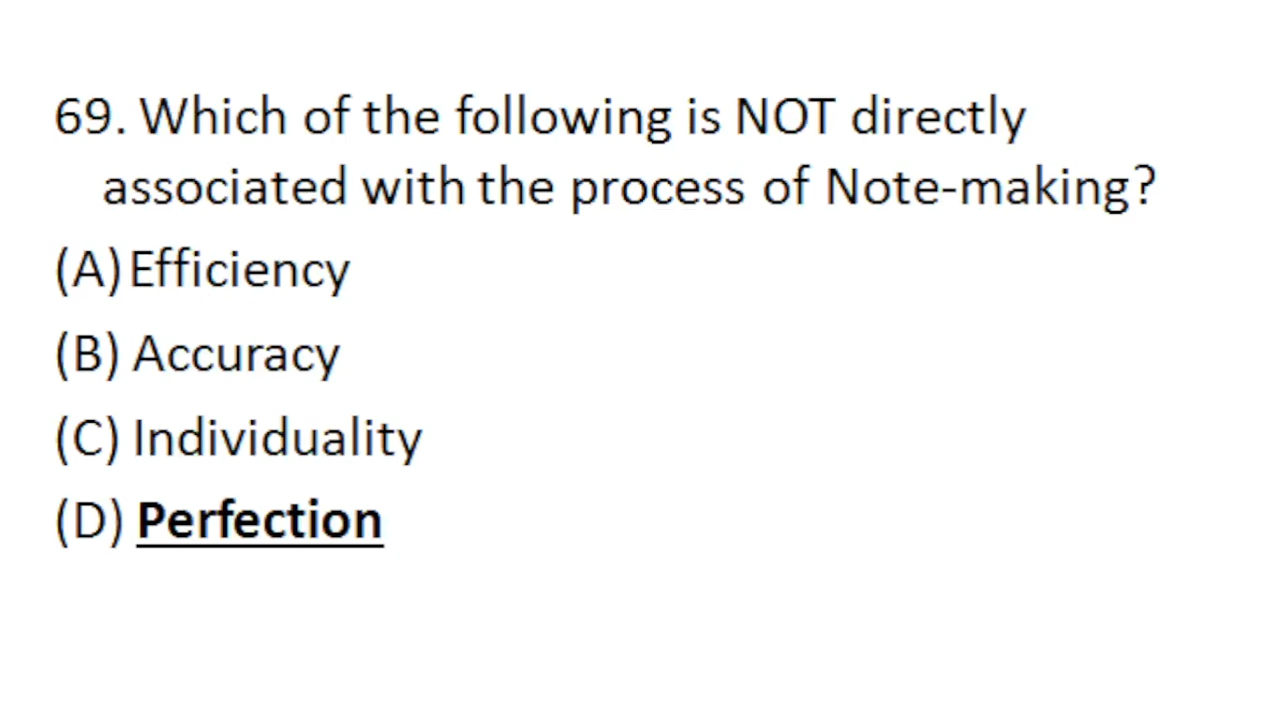 69. Which of the following is NOT directly
associated with the process of Note-making?
(A) Efficiency
(B) Accuracy
(C) Individuality
(D) Perfection